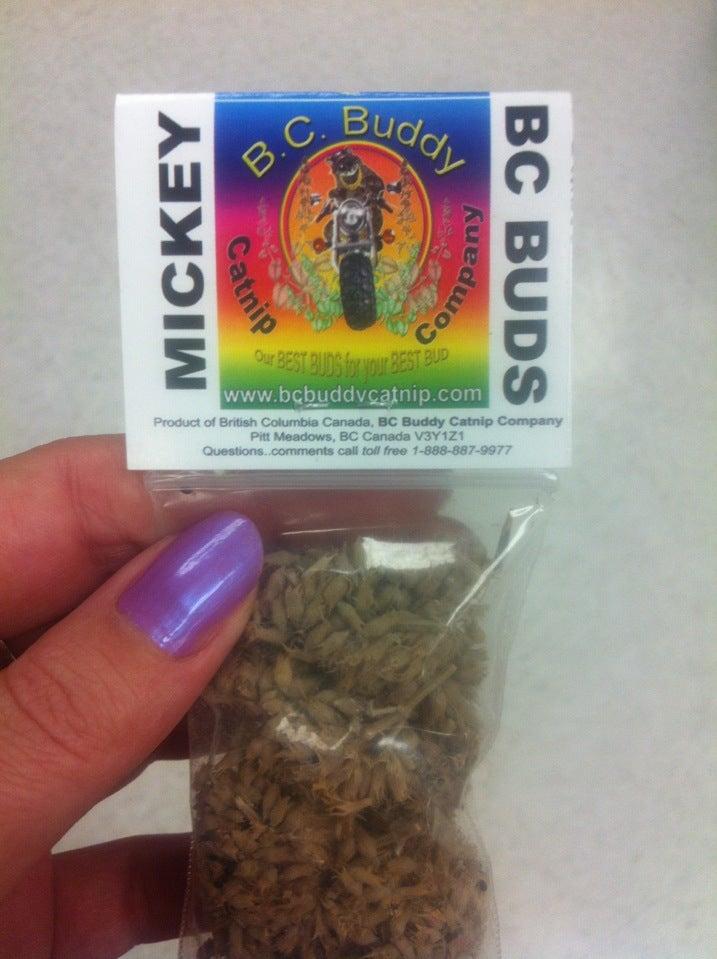 MICKEY
B.C. Buddy
Catnip
Company
Our BEST BUDS for your BEST BUD
www.bcbuddycatnip.com
BC BUDS
Product of British Columbia Canada, BC Buddy Catnip Company
Pitt Meadows, BC Canada V3Y1Z1
Questions..comments call toll free 1-888-887-9977